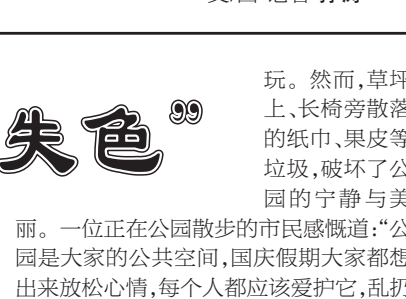 失色”
玩。然而,草坪
上、长椅旁散落
的纸巾、果皮等
垃圾,破坏了公
园的宁静与美
丽。一位正在公园散步的市民感慨道:“公
园是大家的公共空间,国庆假期大家都想
出来放松心情,每个人都应该爱护它,乱扔